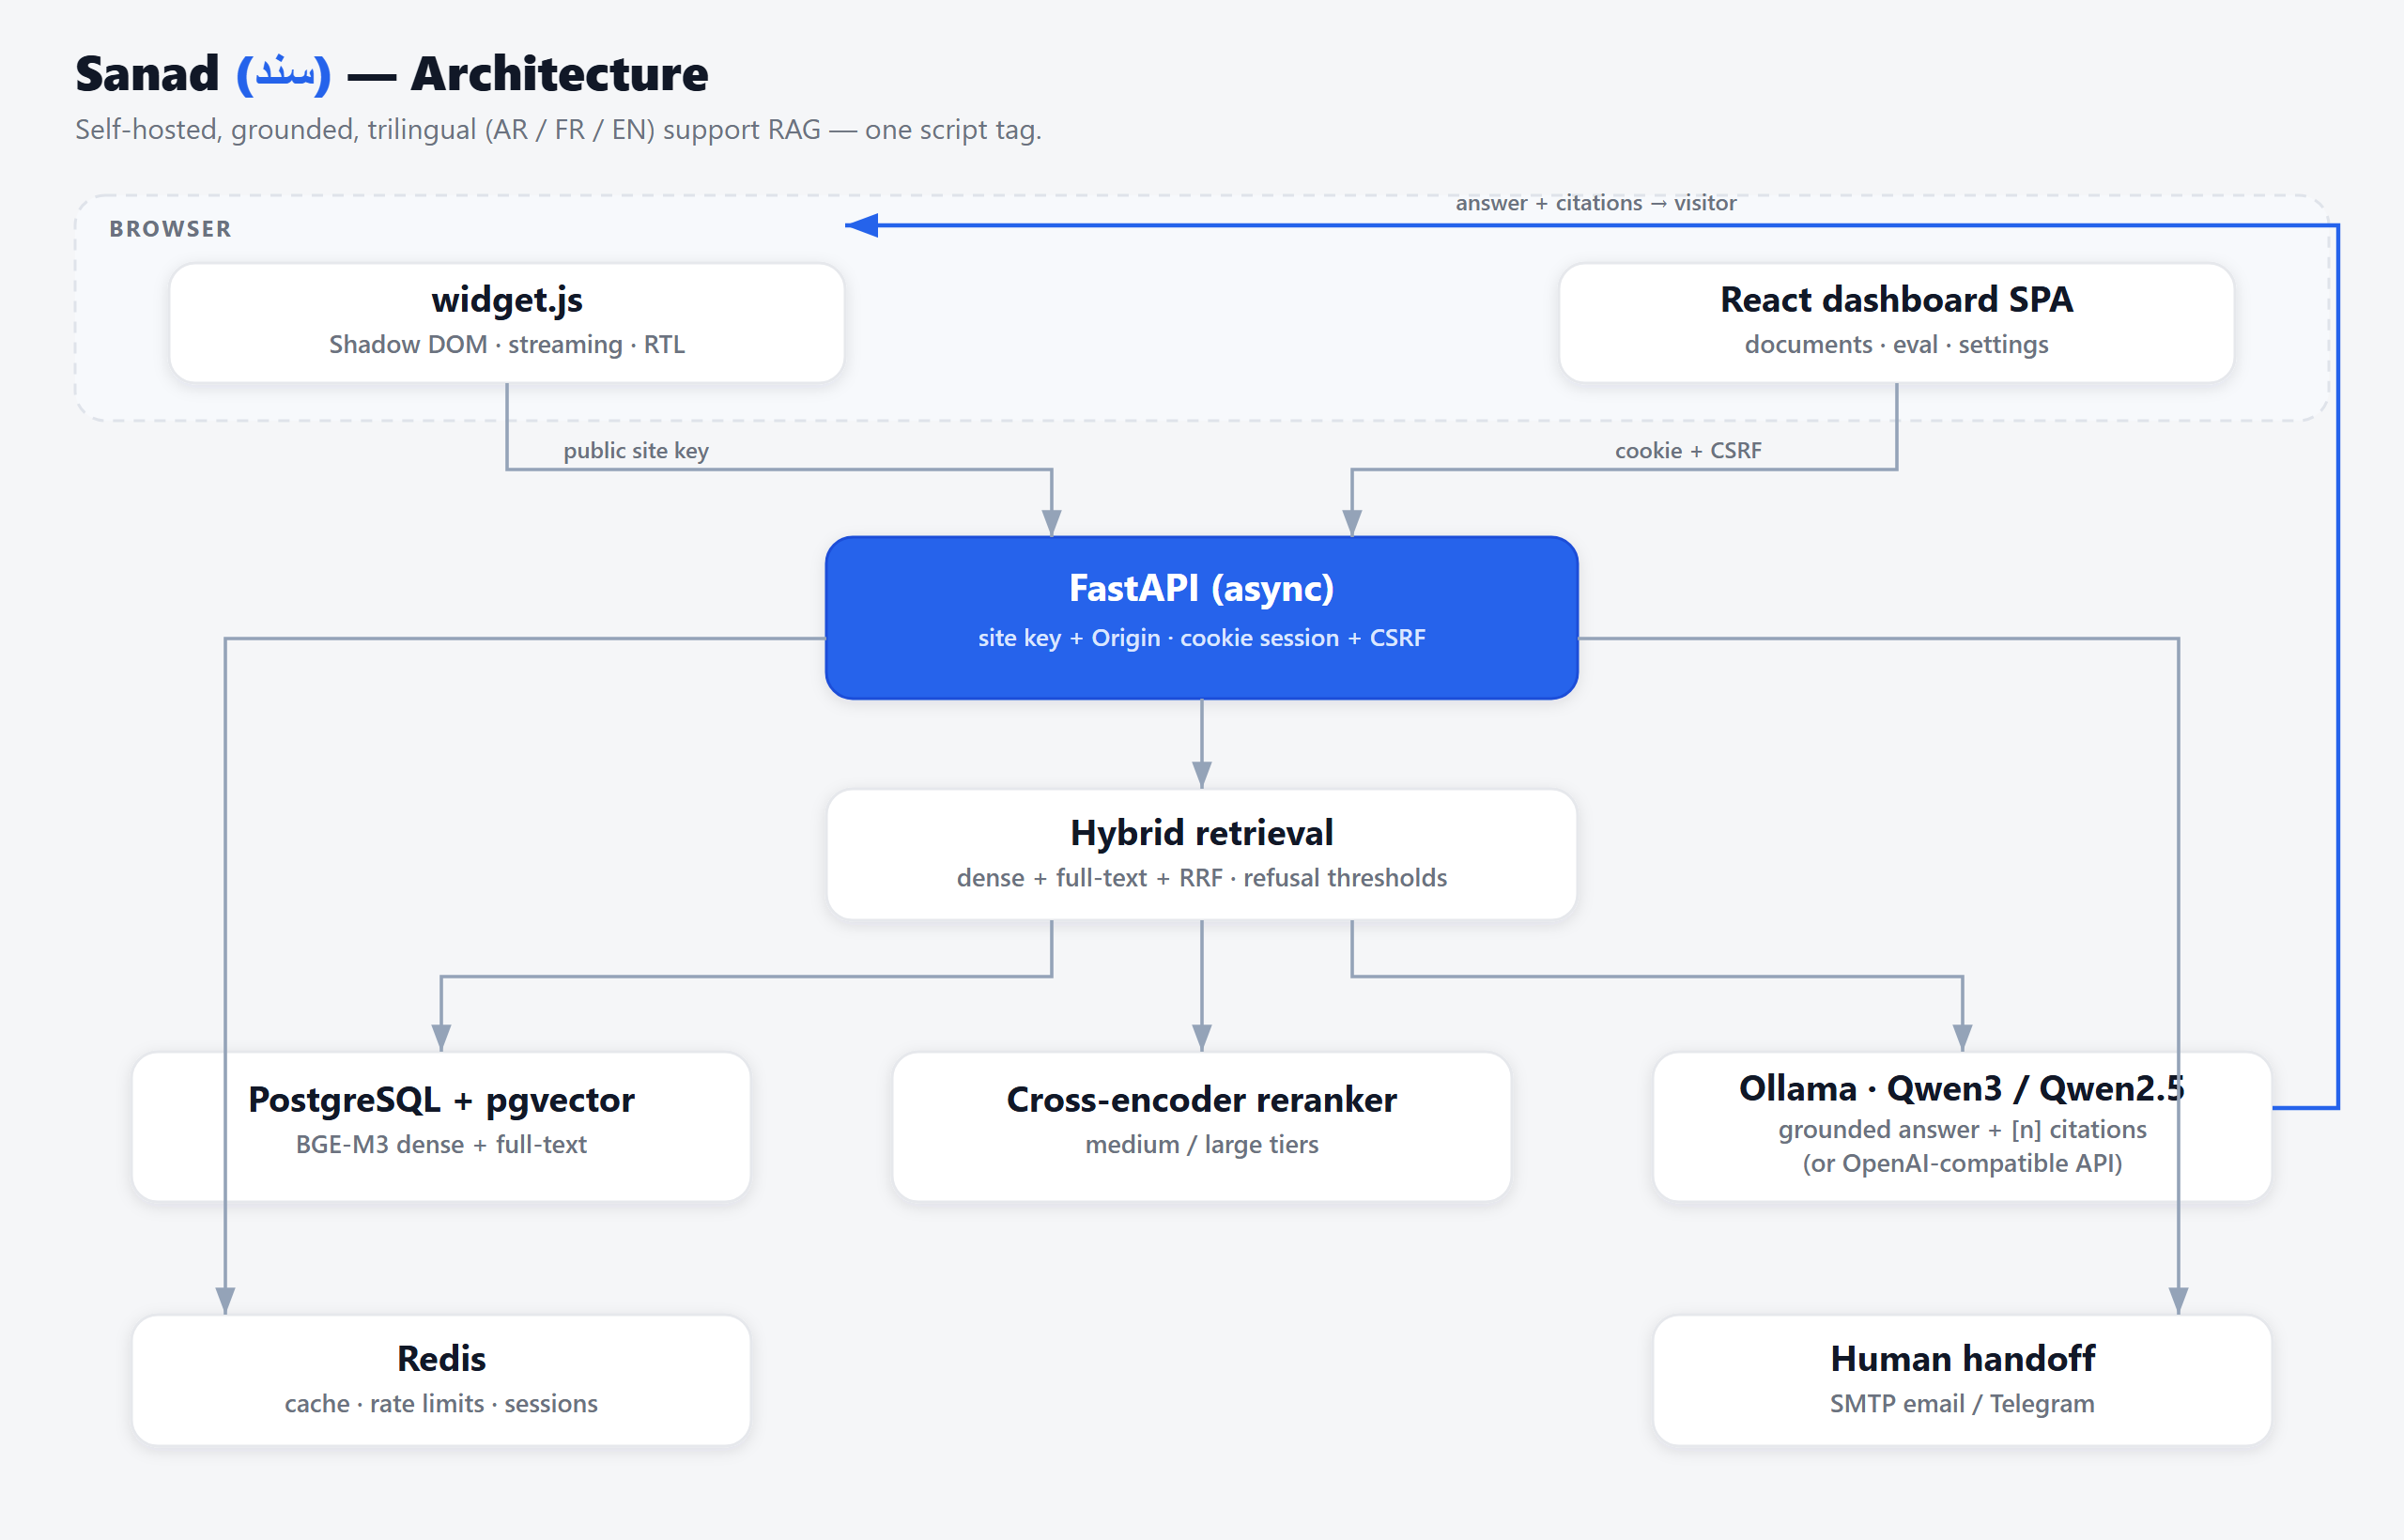 Sanad (سند) — Architecture
Self-hosted, grounded, trilingual (AR / FR / EN) support RAG — one script tag.
answer + citations → visitor
BROWSER
widget.js
Shadow DOM · streaming · RTL
React dashboard SPA
documents · eval · settings
public site key
cookie + CSRF
FastAPI (async)
site key + Origin · cookie session + CSRF
Hybrid retrieval
dense + full-text + RRF · refusal thresholds
PostgreSQL + pgvector
BGE-M3 dense + full-text
Cross-encoder reranker
medium / large tiers
Ollama · Qwen3 / Qwen2.5
grounded answer + [n] citations
(or OpenAI-compatible API)
Redis
cache · rate limits · sessions
Human handoff
SMTP email / Telegram